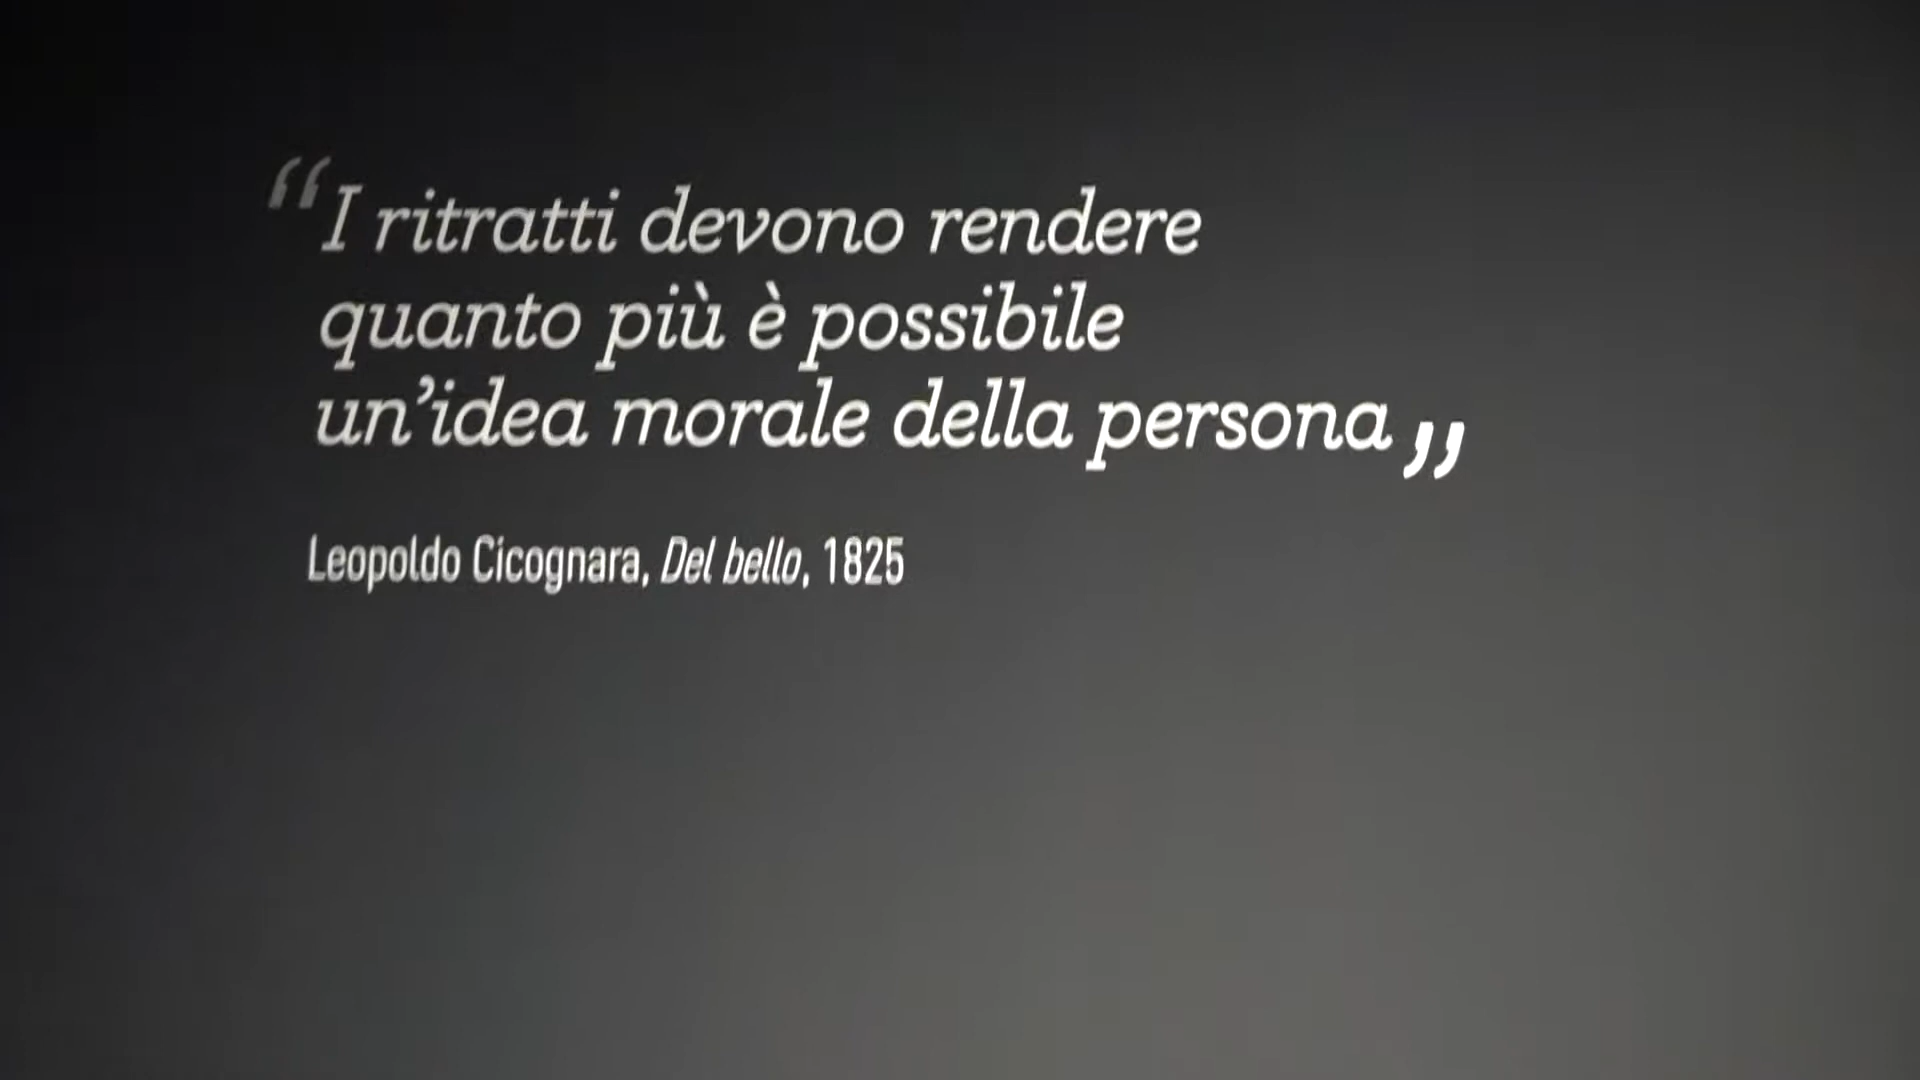 “I ritratti devono rendere
quanto più è possibile
un’idea morale della persona”
Leopoldo Cicognara, Del bello, 1825